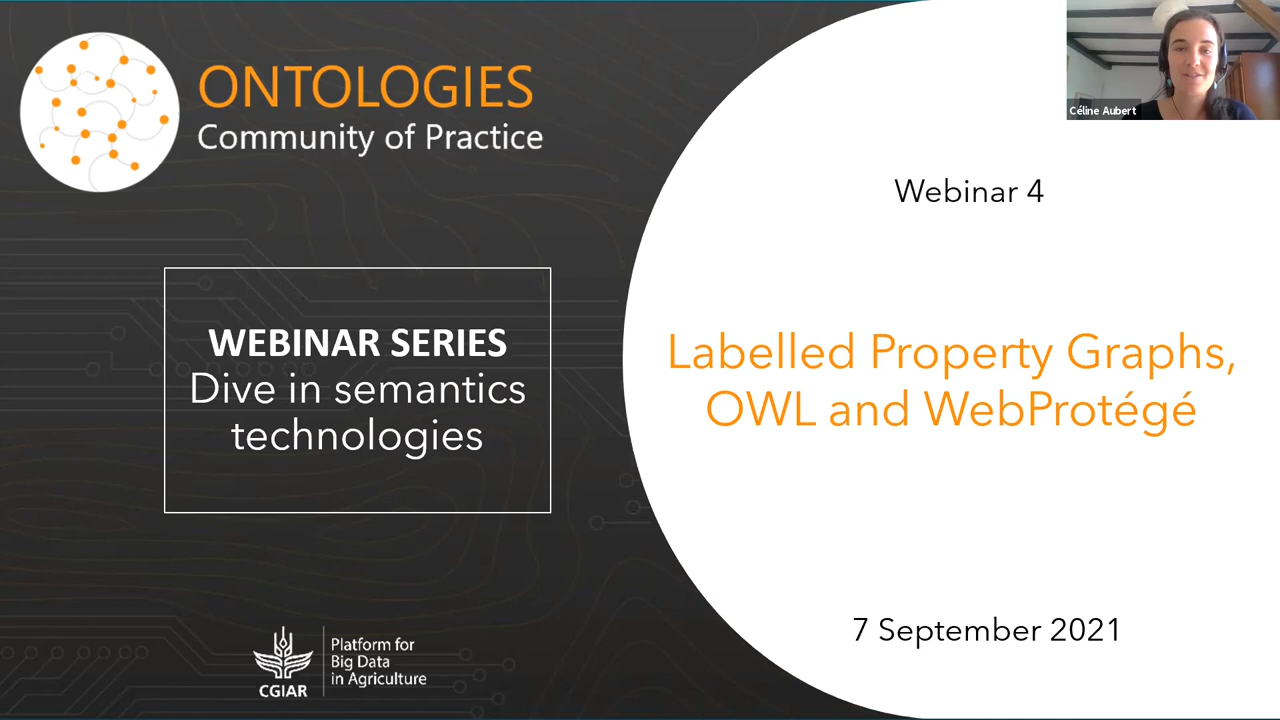 ONTOLOGIES
Community of Practice
WEBINAR SERIES
Dive in semantics
technologies
CGIAR
Platform for
Big Data
in Agriculture
Céline Aubert
Webinar 4
Labelled Property Graphs,
OWL and WebProtégé
7 September 2021